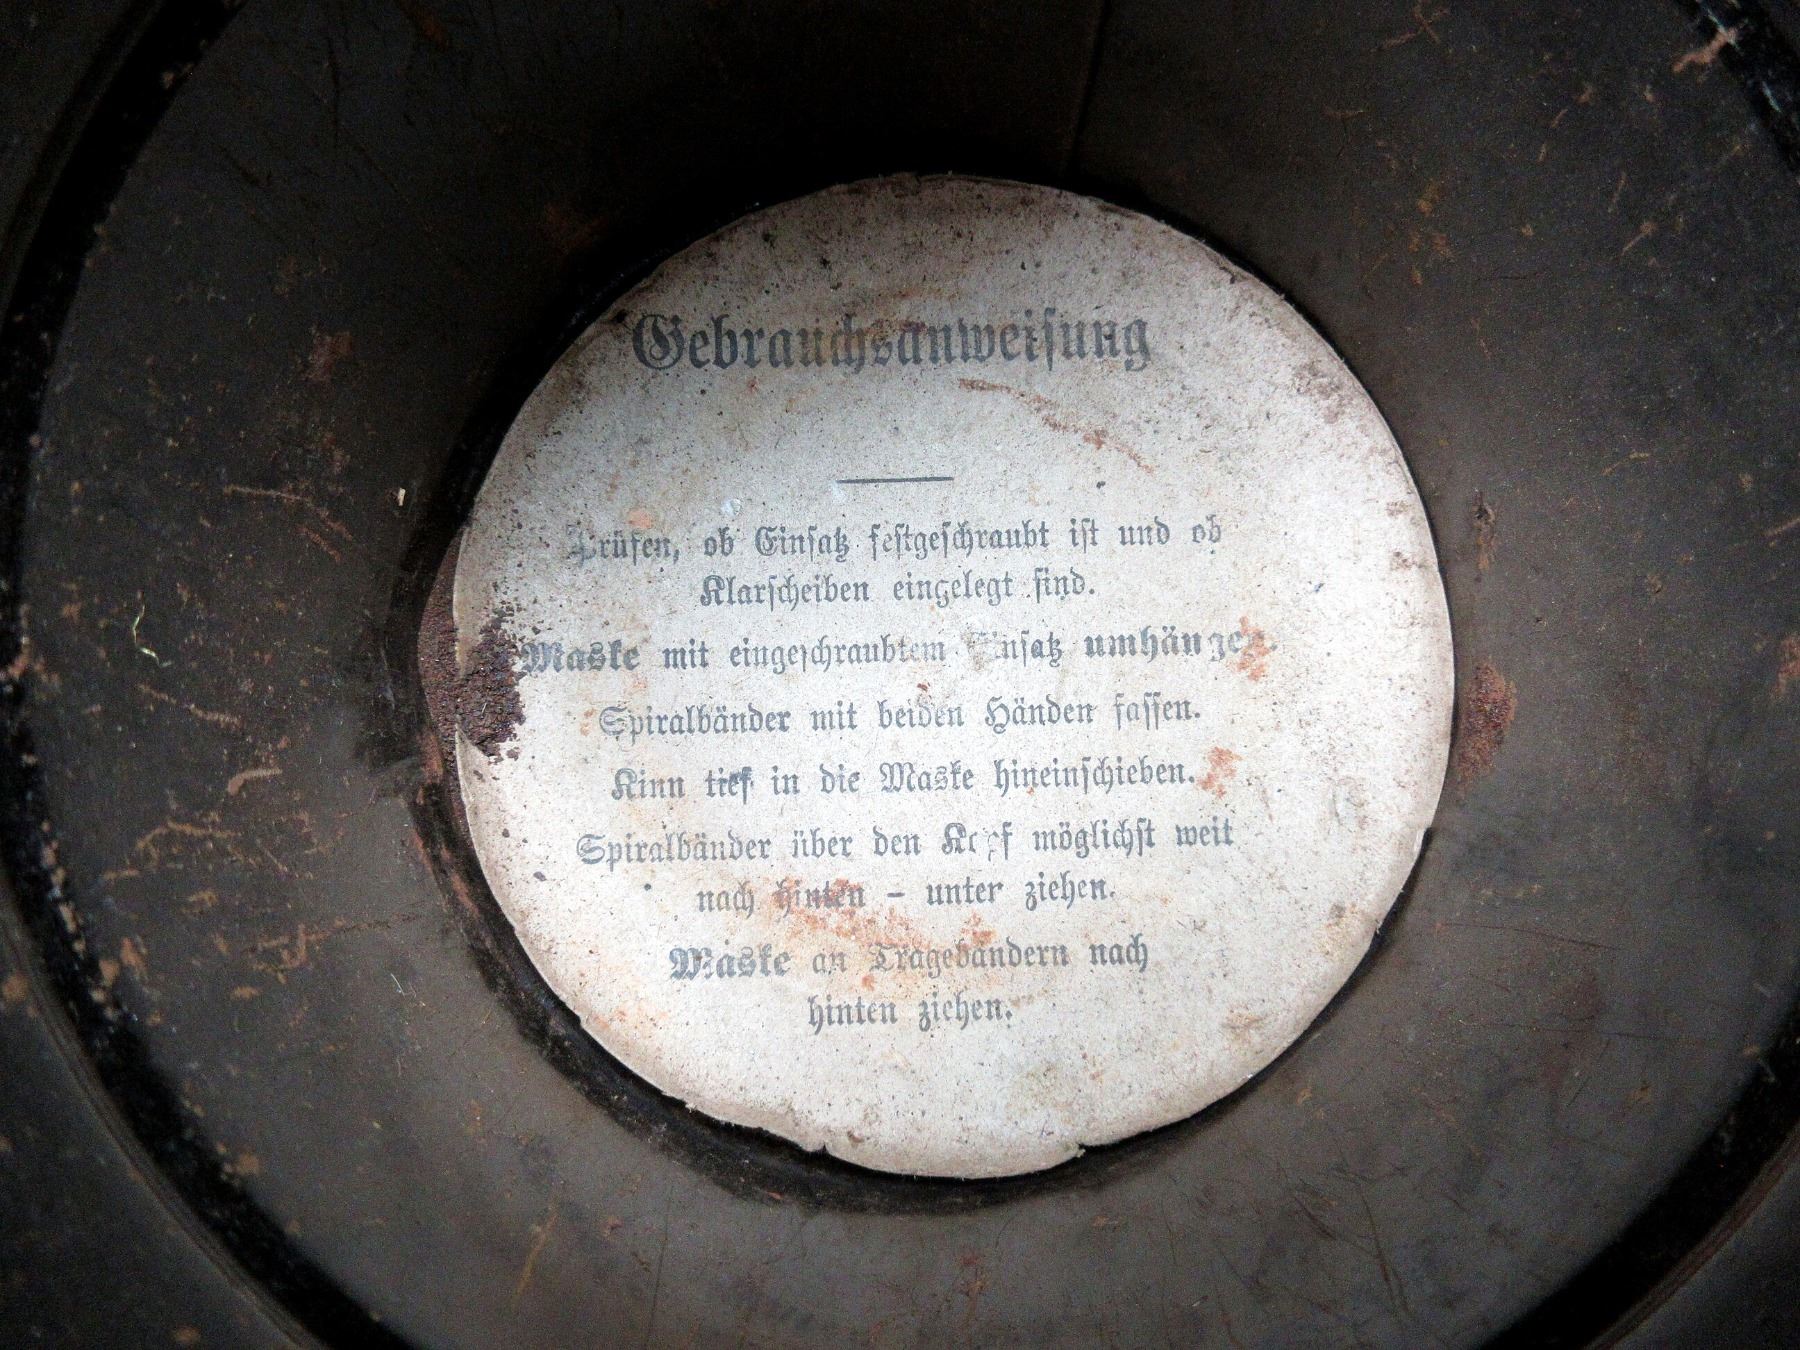 Gebrauchsanweisung
Prüfen, ob Einsatz festgeschraubt ist und ob
Klarscheiben eingelegt sind.
Maske mit eingeschraubtem Einsatz umhängen.
Spiralbänder mit beiden Händen fassen.
Kinn tief in die Maske hineinschieben.
Spiralbänder über den Kopf möglichst weit
nach hinten – unter ziehen.
Maske an Tragebändern nach
hinten ziehen.